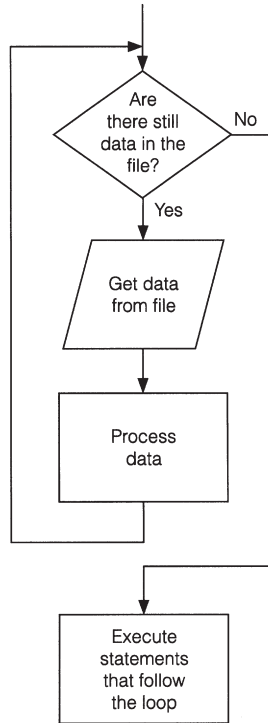 Are
there still
data in the
file?
No
Yes
Get data
from file
Process
data
Execute
statements
that follow
the loop